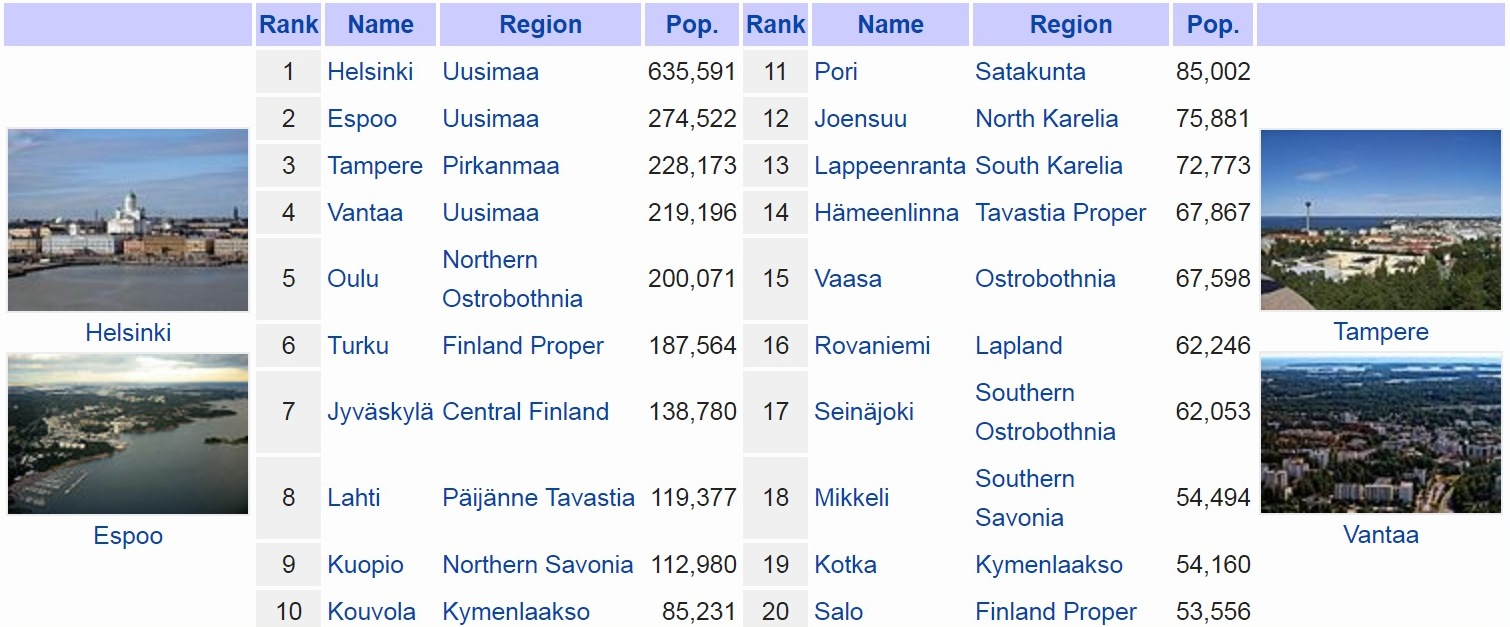 Rank Name Region Pop. Rank Name Region Pop.
1 Helsinki Uusimaa 635,591 11 Pori Satakunta 85,002
2 Espoo Uusimaa 274,522 12 Joensuu North Karelia 75,881
3 Tampere Pirkanmaa 228,173 13 Lappeenranta South Karelia 72,773
4 Vantaa Uusimaa 219,196 14 Hämeenlinna Tavastia Proper 67,867
5 Oulu Northern Ostrobothnia 200,071 15 Vaasa Ostrobothnia 67,598
Helsinki
Tampere
6 Turku Finland Proper 187,564 16 Rovaniemi Lapland 62,246
7 Jyväskylä Central Finland 138,780 17 Seinäjoki Southern Ostrobothnia 62,053
8 Lahti Päijänne Tavastia 119,377 18 Mikkeli Southern Savonia 54,494
Espoo
Vantaa
9 Kuopio Northern Savonia 112,980 19 Kotka Kymenlaakso 54,160
10 Kouvola Kymenlaakso 85,231 20 Salo Finland Proper 53,556